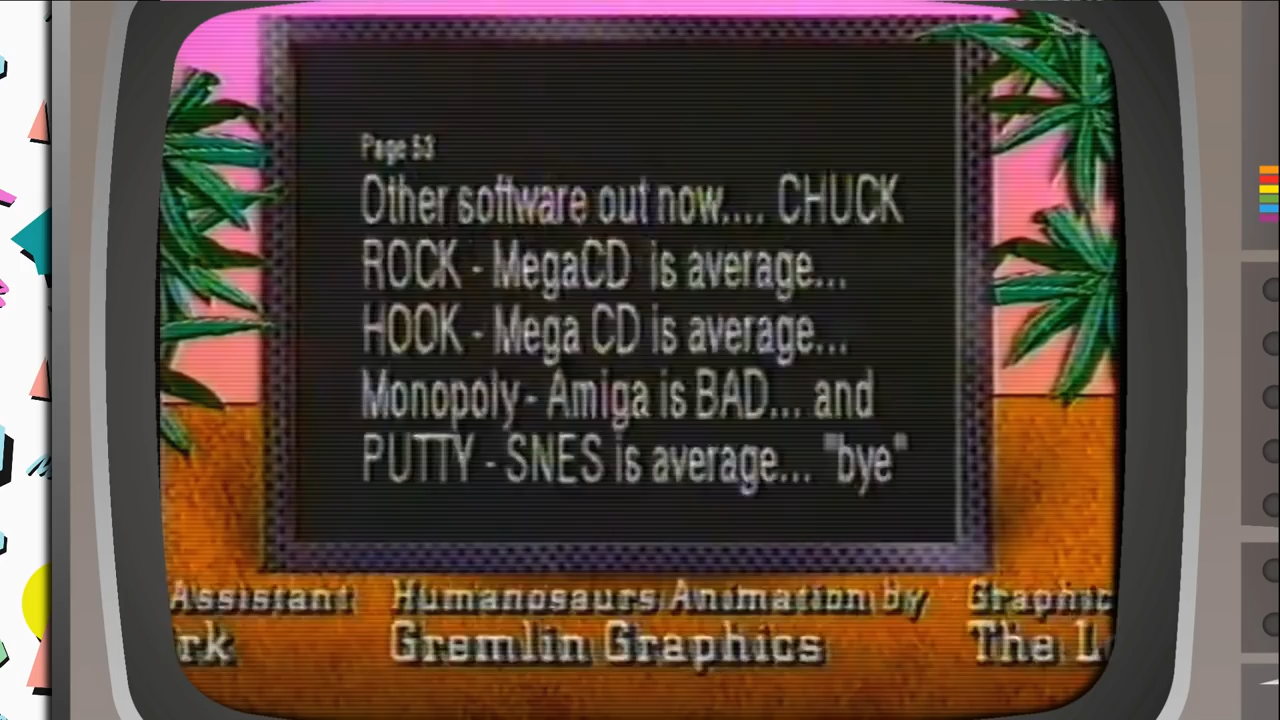 Page 53
Other software out now.... CHUCK
ROCK - MegaCD is average...
HOOK - Mega CD is average...
Monopoly - Amiga is BAD... and
PUTTY - SNES is average... "bye"
Assistant Humanosaurs Animation by Graphic
rk Gremlin Graphics The L